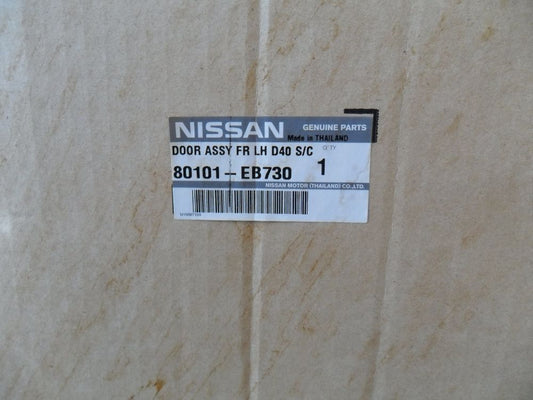 NISSAN GENUINE PARTS
Made in THAILAND
DOOR ASSY FR LH D40 S/C Q'TY
80101-EB730 1
NISSAN MOTOR (THAILAND) CO.,LTD.